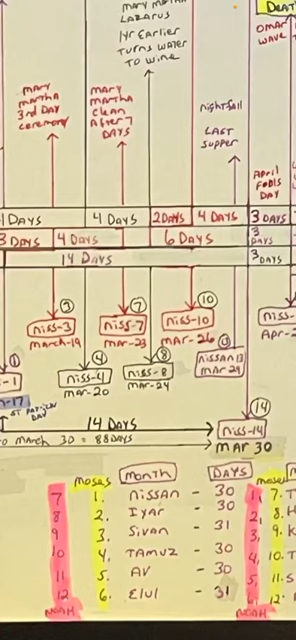 MARY MOTH
LAZARUS
1yr Earlier
Turns water
To wine
DEAT
OMAR
WAVE
MARY
MARTHA
3rd DAY
ceremony
MARY
MARTHA
clean
After 7
DAYS
nightfall
LAST
supper
April
Fools
DAY
1 DAYS
4 DAYS
2 DAYS
4 DAYS
3 DAYS
3 DAYS
4 DAYS
6 DAYS
3
DAYS
14 DAYS
3 DAYS
3
niss-3
march-19
7
niss-7
mar-23
10
niss-10
MAR-26
niss-
Apr-
1
-1
-17
ST PATRICK
DAY
4
niss-4
mar-20
8
niss-8
mar-24
NISSAN 13
MAR 29
14
niss-14
MAR 30
14 DAYS
o march 30 = 88 DAYS
month
DAYS
moses
moses
7 1. Nissan - 30 1, 7. T
8 2. Iyar - 30 2, 8. H
9 3. Sivan - 31 3, 9. K
10 4. Tamuz - 30 4, 10. T
11 5. AV - 30 5, 11. S
12 6. Elul - 31 6, 12.
NOAH
NOAH